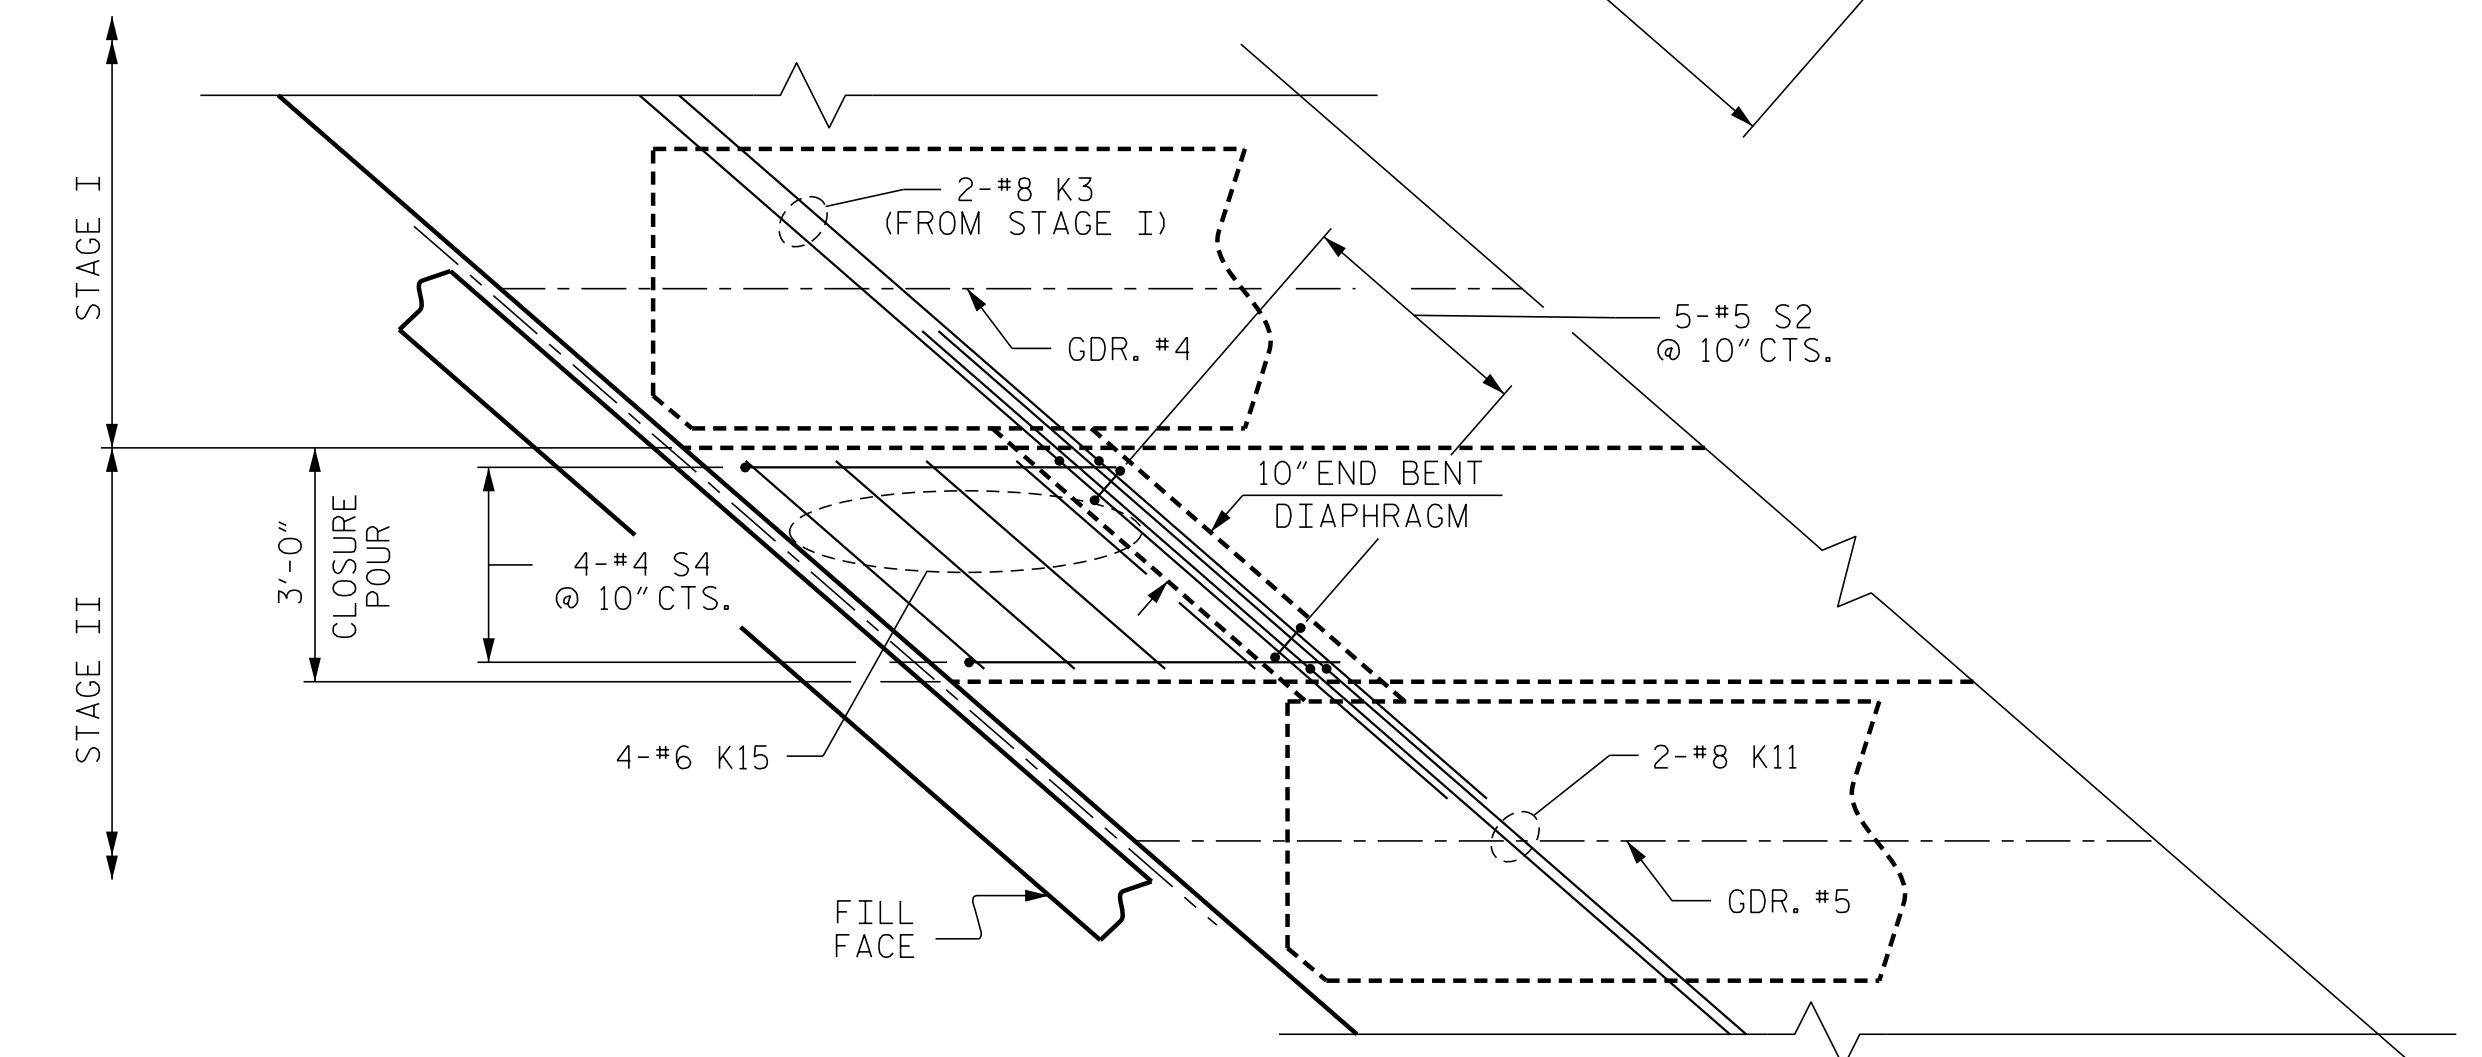 STAGE I
2-#8 K3
(FROM STAGE I)
GDR. #4
5-#5 S2
@ 10"CTS.
10"END BENT
DIAPHRAGM
3'-0"
CLOSURE
POUR
4-#4 S4
@ 10"CTS.
STAGE II
4-#6 K15
2-#8 K11
GDR. #5
FILL
FACE